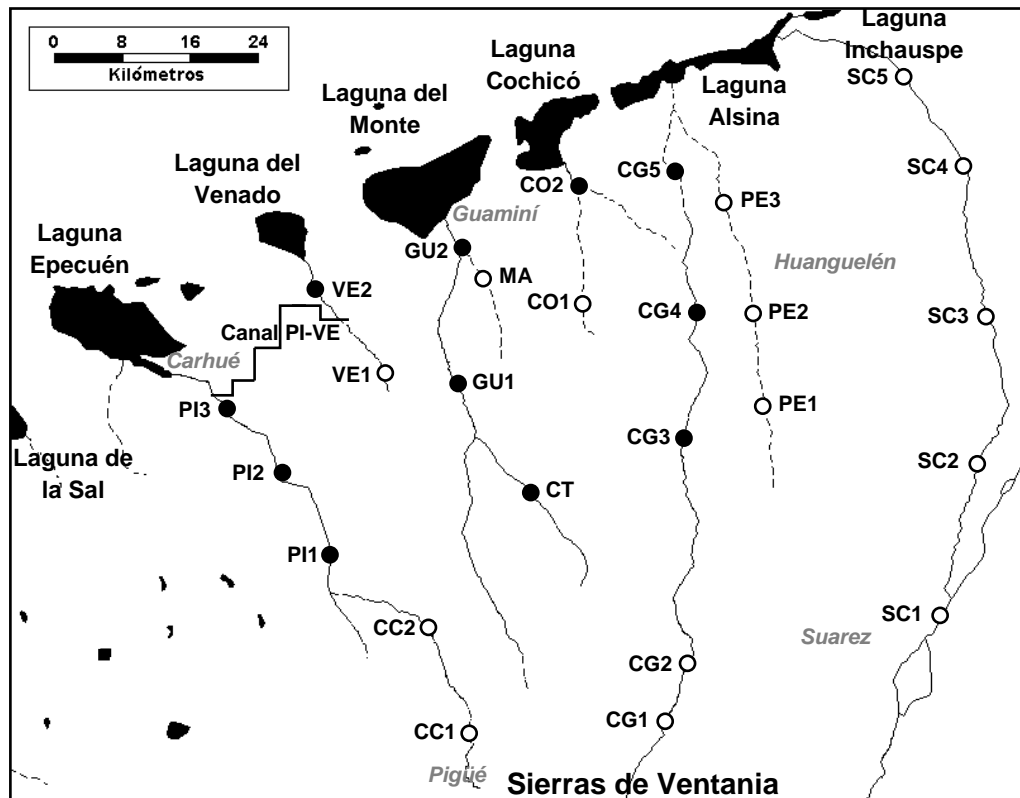 0 8 16 24
Kilómetros
Laguna
Cochicó
Laguna
Inchauspe
SC5
Laguna
Alsina
Laguna del
Monte
Laguna del
Venado
CG5
SC4
CO2
PE3
Guaminí
Laguna
Epecuén
GU2
MA
Huanguelén
VE2
CO1
CG4
PE2
SC3
Canal PI-VE
Carhué
VE1
GU1
PE1
PI3
CG3
Laguna de
la Sal
PI2
SC2
CT
PI1
CC2
SC1
Suarez
CG2
CC1
CG1
Pigüé
Sierras de Ventania